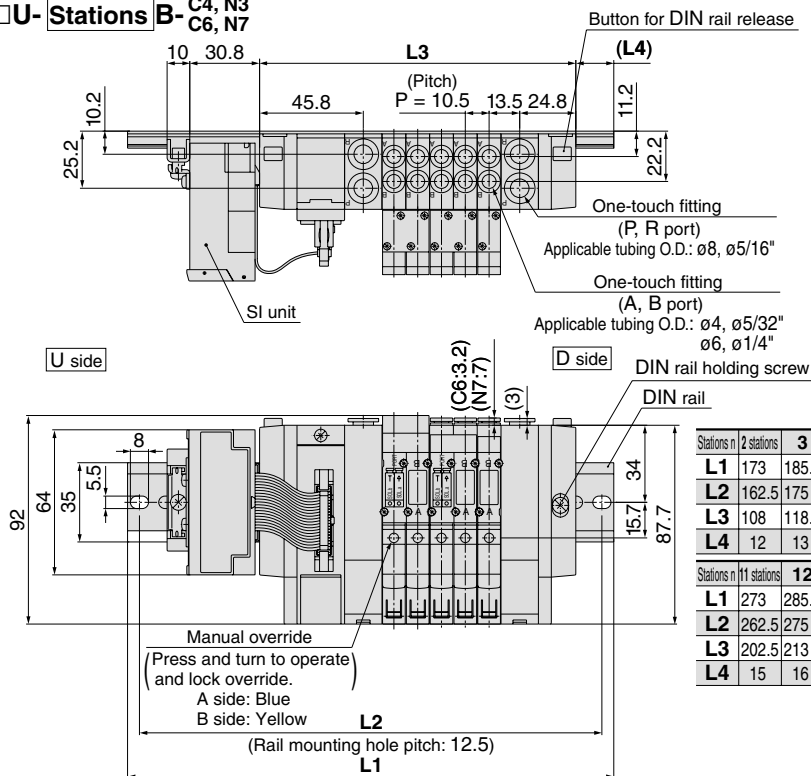 □U- Stations B- C4, N3
C6, N7
Button for DIN rail release
10 30.8 L3 (L4)
(Pitch)
P = 10.5 13.5 24.8
45.8
10.2
25.2
11.2
22.2
One-touch fitting
(P, R port)
Applicable tubing O.D.: ø8, ø5/16"
One-touch fitting
(A, B port)
Applicable tubing O.D.: ø4, ø5/32"
ø6, ø1/4"
SI unit
U side
D side
(C6:3.2)
(N7:7)
(3)
DIN rail holding screw
DIN rail
8
5.5
35
64
92
34
15.7
87.7
Manual override
(Press and turn to operate
and lock override.)
A side: Blue
B side: Yellow
L2
(Rail mounting hole pitch: 12.5)
L1
Stations n 2 stations 3
L1 173 185.
L2 162.5 175
L3 108 118.
L4 12 13
Stations n 11 stations 12
L1 273 285.
L2 262.5 275
L3 202.5 213
L4 15 16